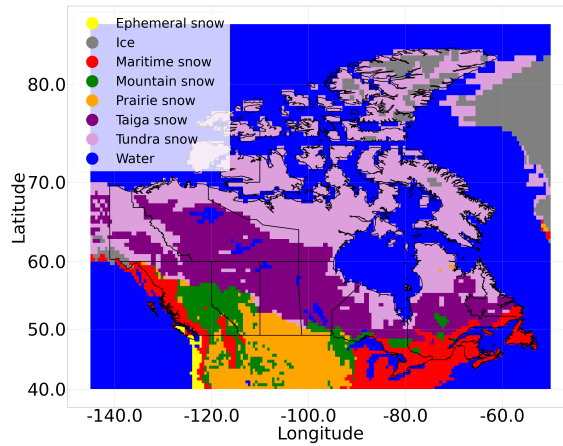 Ephemeral snow
Ice
Maritime snow
Mountain snow
Prairie snow
Taiga snow
Tundra snow
Water
80.0
70.0
60.0
50.0
40.0
Latitude
-140.0 -120.0 -100.0 -80.0 -60.0
Longitude